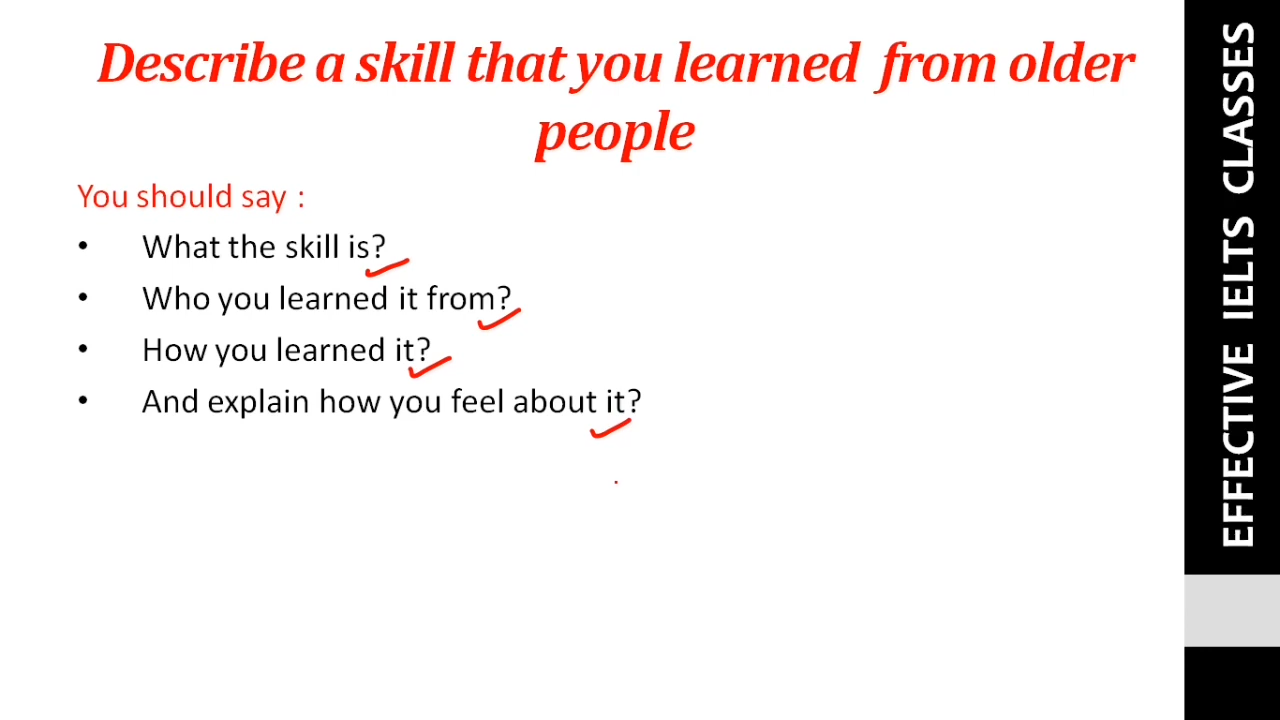 Describe a skill that you learned from older
people
You should say :
• What the skill is?
• Who you learned it from?
• How you learned it?
• And explain how you feel about it?
EFFECTIVE IELTS CLASSES